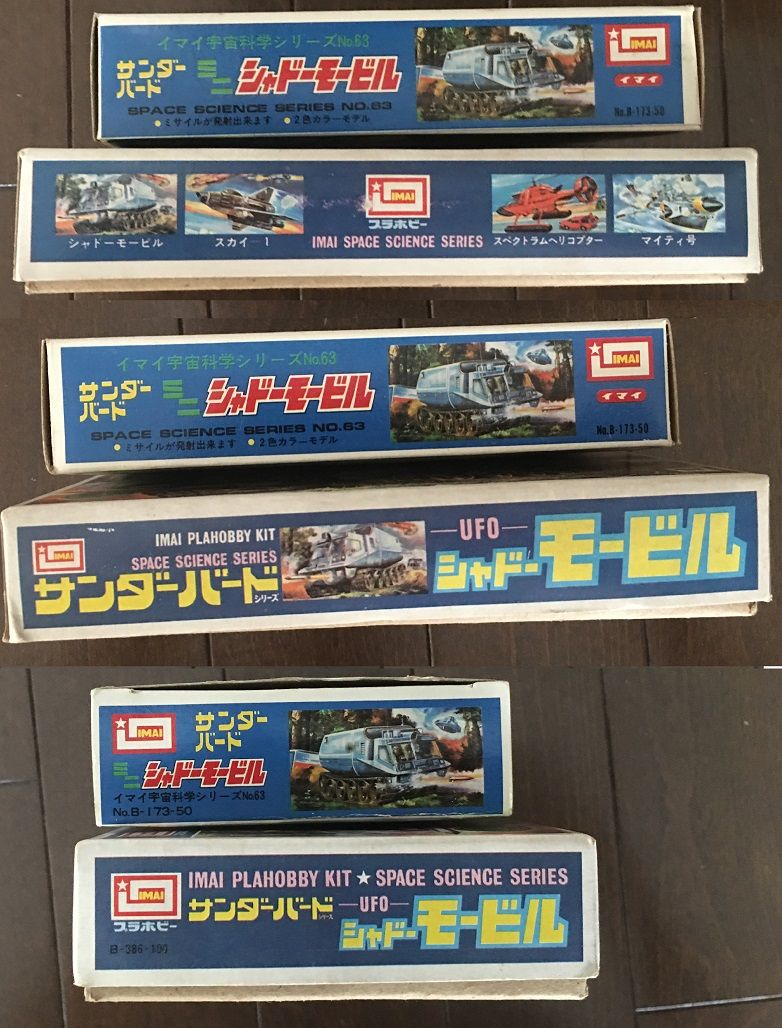 イマイ宇宙科学シリーズNo.63
サンダーバード
ミニ
シャドーモービル
SPACE SCIENCE SERIES NO.63
●ミサイルが発射出来ます ●2色カラーモデル
IMAI
イマイ
No.B-173-50
シャドーモービル
スカイ-1
IMAI
プラホビー
IMAI SPACE SCIENCE SERIES
スペクトラムヘリコプター
マイティ号
イマイ宇宙科学シリーズNo.63
サンダーバード
ミニ
シャドーモービル
SPACE SCIENCE SERIES NO.63
●ミサイルが発射出来ます ●2色カラーモデル
IMAI
イマイ
No.B-173-50
IMAI
IMAI PLAHOBBY KIT
SPACE SCIENCE SERIES
サンダーバード
シリーズ
—UFO—
シャドーモービル
IMAI
サンダーバード
ミニ
シャドーモービル
イマイ宇宙科学シリーズNo.63
No.B-173-50
IMAI
プラホビー
IMAI PLAHOBBY KIT ★ SPACE SCIENCE SERIES
サンダーバード
シリーズ
—UFO—
シャドーモービル